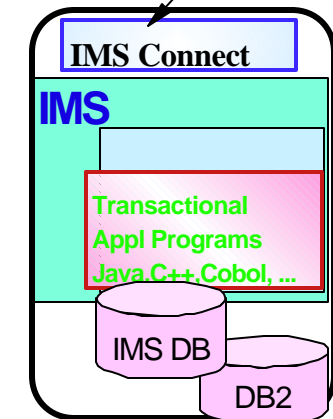 IMS Connect
IMS
Transactional
Appl Programs
Java,C++,Cobol, ...
IMS DB
DB2